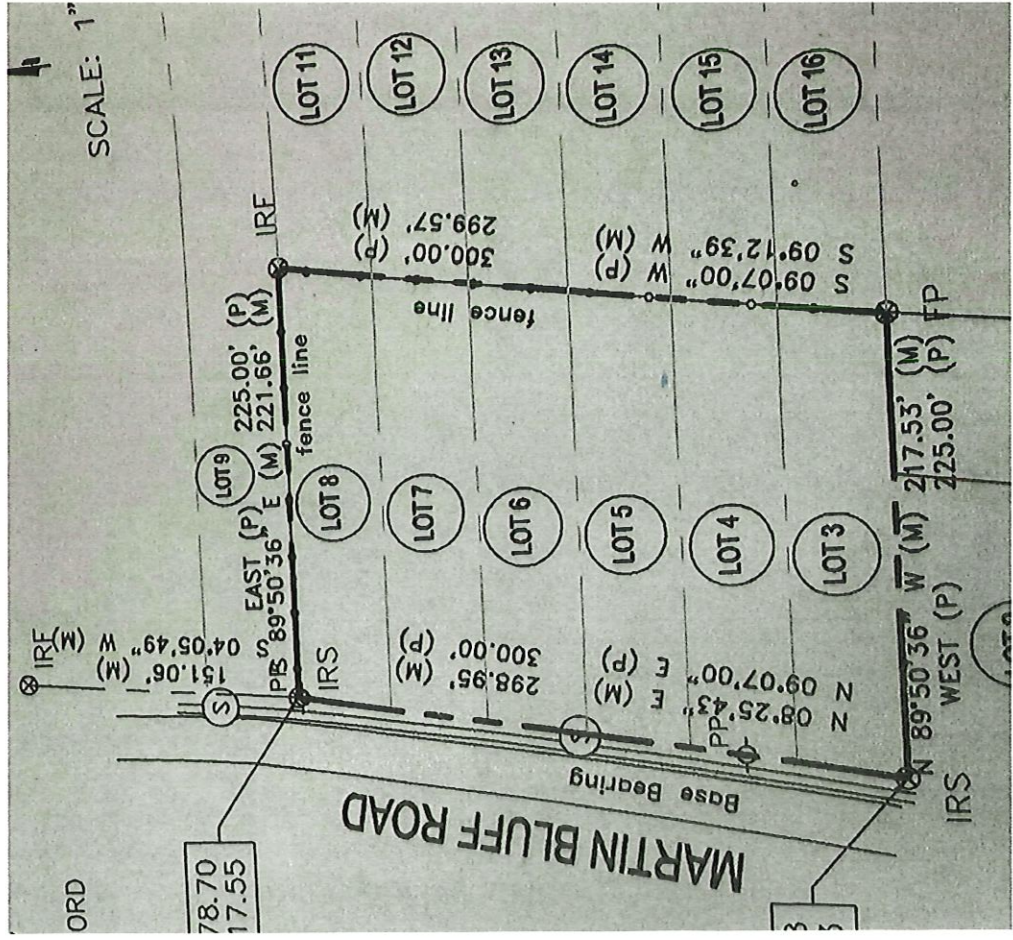 SCALE: 1"
ORD
IRF
151.06' (M)
S 04°05'49" W (M)
78.70
17.55
LOT 9
EAST (P)
S 89°50'36" E (M)
225.00' (P)
221.66' (M)
fence line
IRF
IRS
LOT 11
LOT 12
LOT 13
LOT 14
LOT 15
LOT 16
LOT 8
LOT 7
LOT 6
LOT 5
LOT 4
LOT 3
299.57' (M)
300.00' (P)
fence line
S 09°12'39" W (M)
S 09°07'00" W (P)
298.95' (M)
300.00' (P)
N 08°25'43" E (M)
N 09°07'00" E (P)
S
S
PP
Base Bearing
MARTIN BLUFF ROAD
N 89°50'36" W (M)
WEST (P)
217.53' (M)
225.00' (P)
FP
IRS